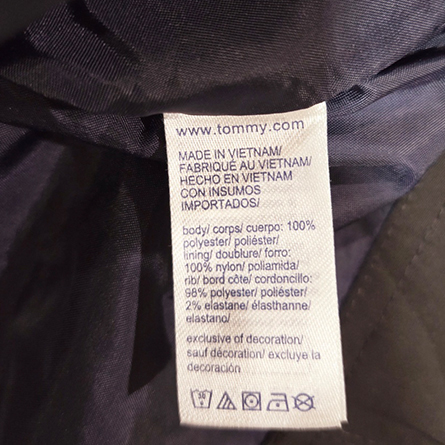 www.tommy.com
MADE IN VIETNAM/
FABRIQUÉ AU VIETNAM/
HECHO EN VIETNAM
CON INSUMOS
IMPORTADOS/
body/ corps/ cuerpo: 100%
polyester/ poliéster/
lining/ doublure/ forro:
100% nylon/ poliamida/
rib/ bord côte/ cordoncillo:
98% polyester/ poliéster/
2% elastane/ élasthanne/
elastano/
exclusive of decoration/
sauf décoration/ excluye la
decoración
30